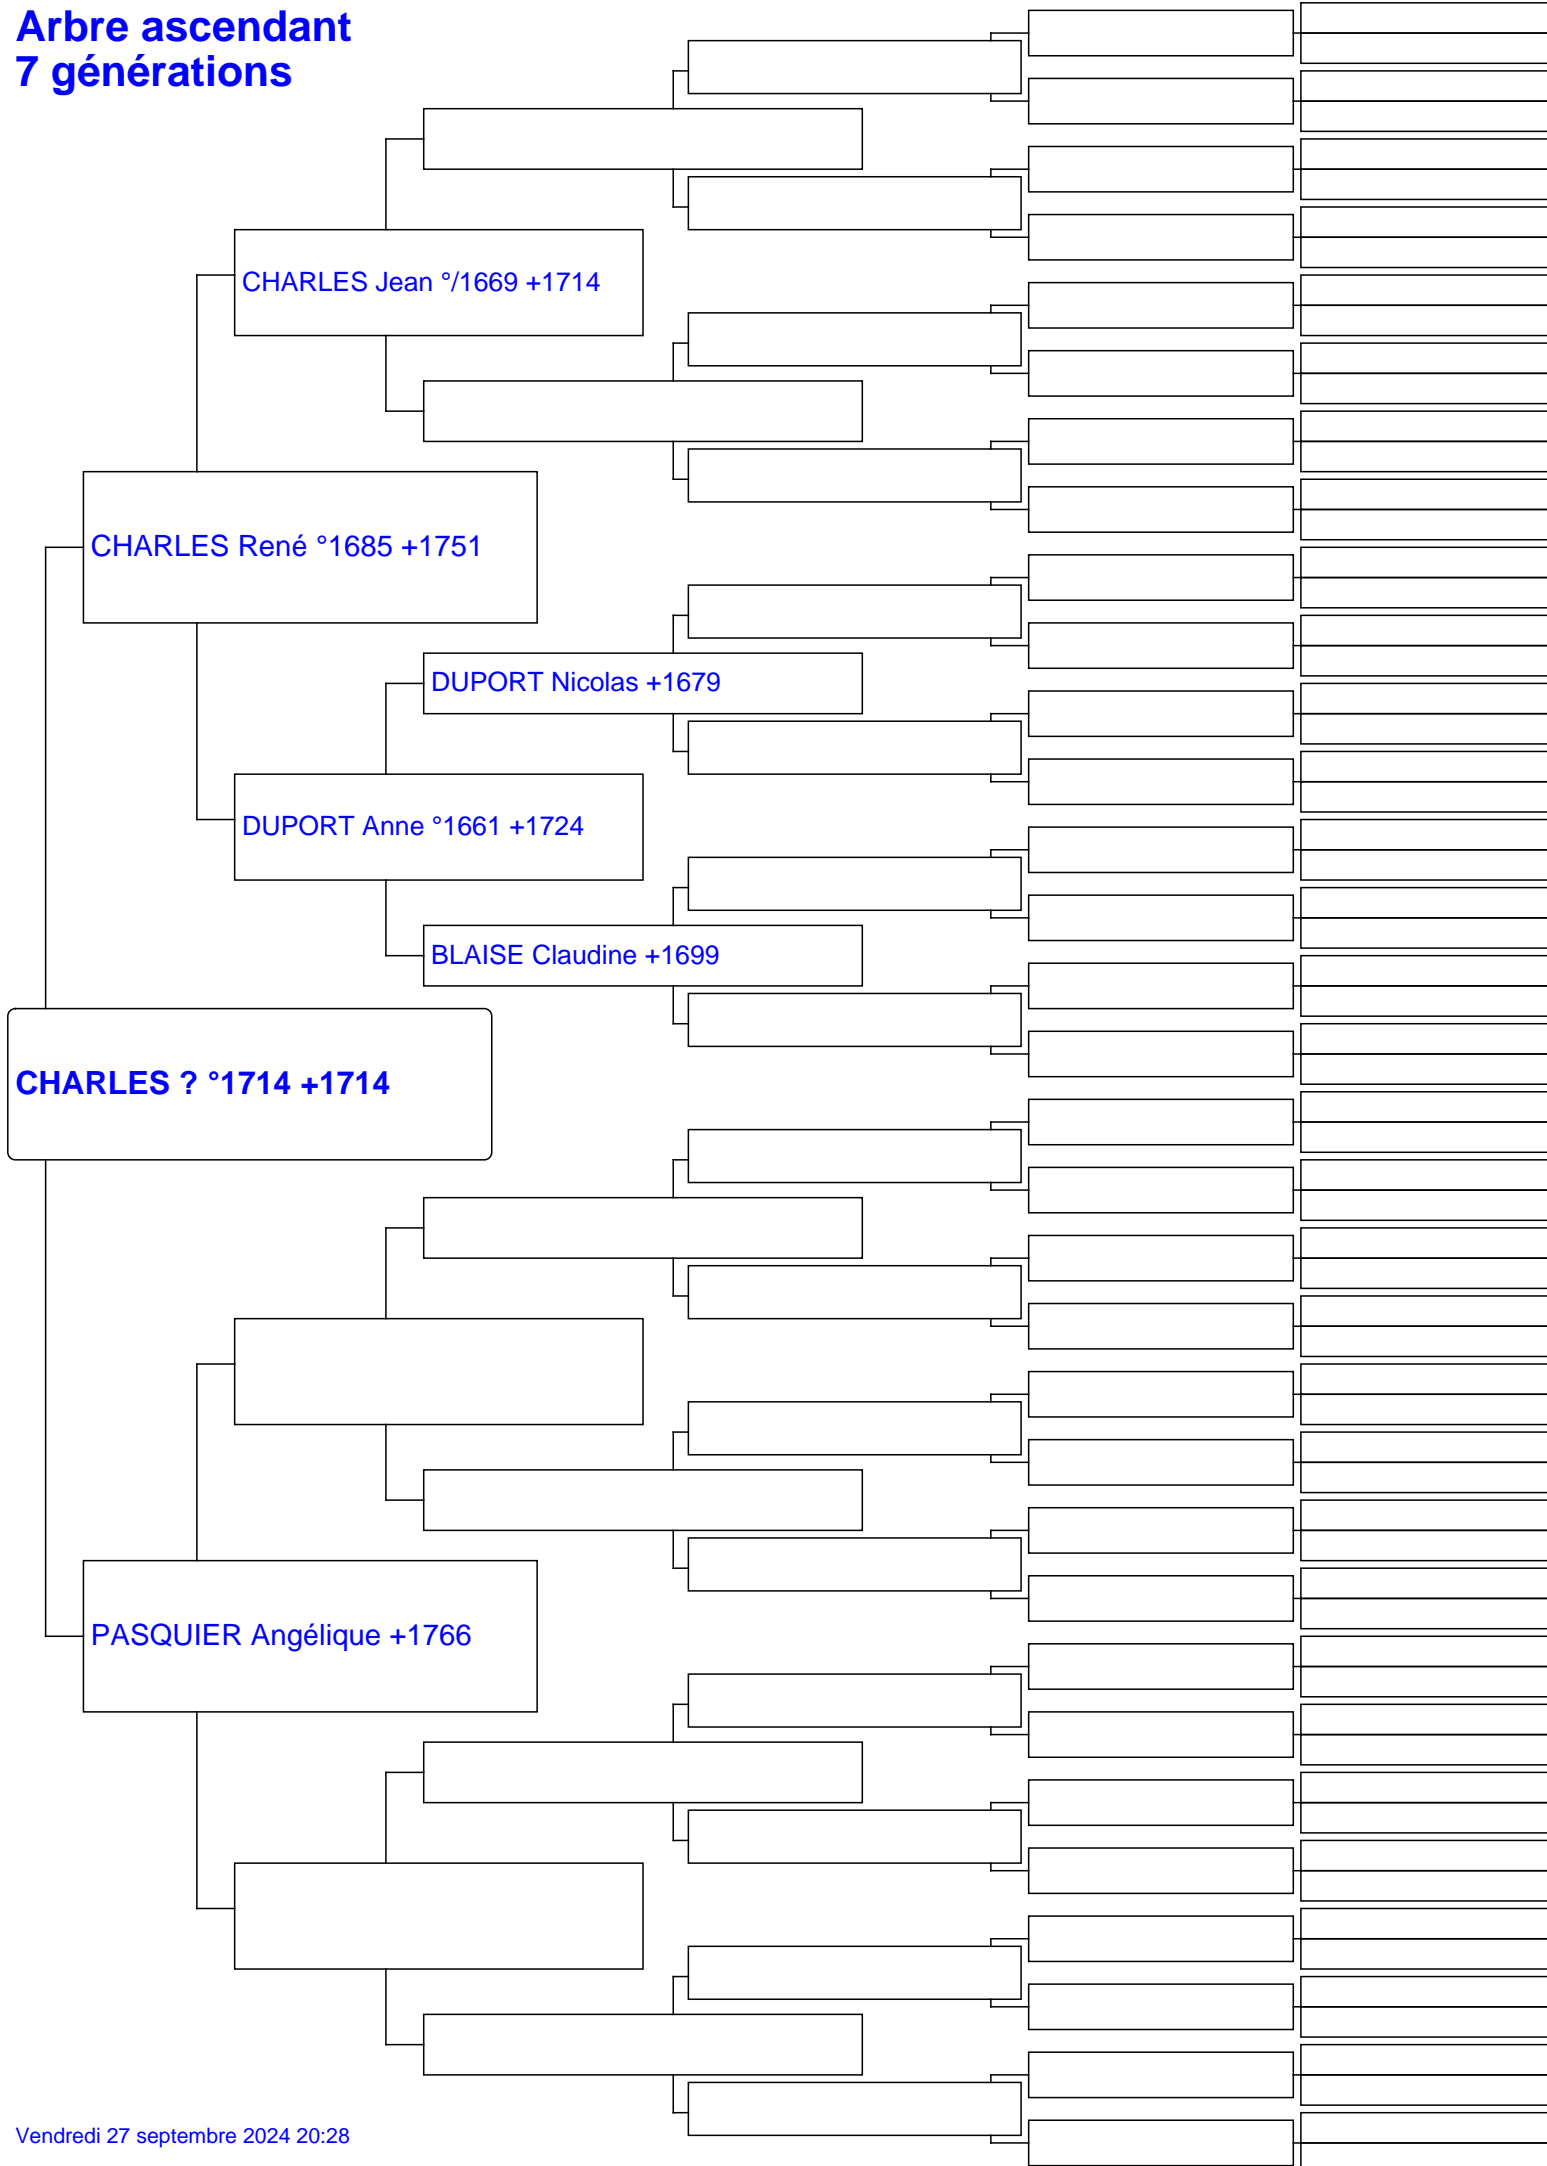 Arbre ascendant
7 générations
CHARLES Jean °/1669 +1714
CHARLES René °1685 +1751
DUPORT Nicolas +1679
DUPORT Anne °1661 +1724
BLAISE Claudine +1699
CHARLES ? °1714 +1714
PASQUIER Angélique +1766
Vendredi 27 septembre 2024 20:28